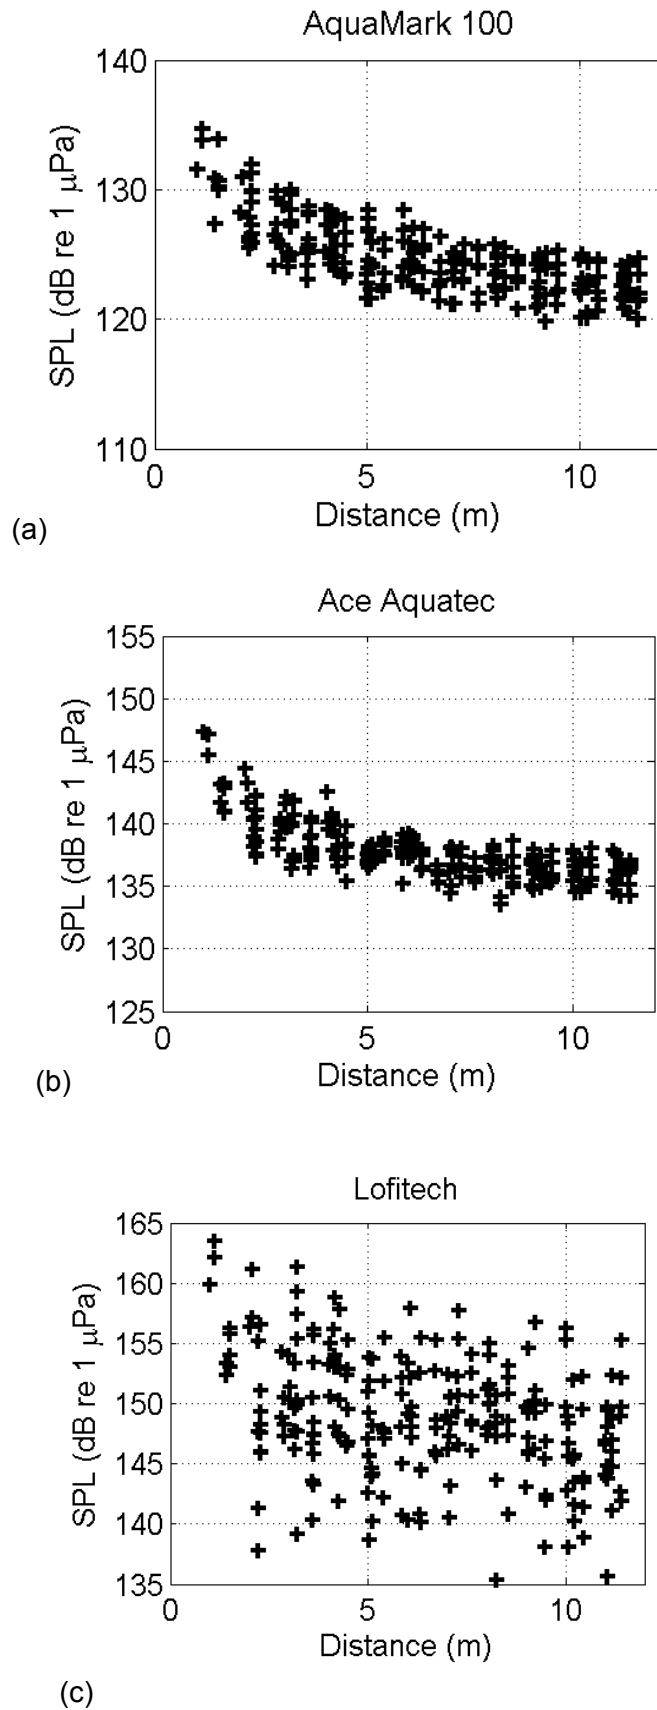 AquaMark 100
140
130
120
110
SPL (dB re 1 μPa)
0 5 10
Distance (m)
(a)
Ace Aquatec
155
150
145
140
135
130
125
SPL (dB re 1 μPa)
0 5 10
Distance (m)
(b)
Lofitech
165
160
155
150
145
140
135
SPL (dB re 1 μPa)
0 5 10
Distance (m)
(c)